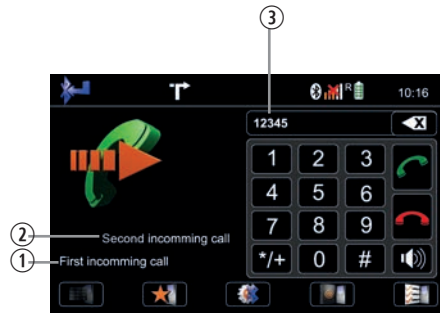 3
R
10:16
12345
X
1 2 3
4 5 6
7 8 9
*/+ 0 #
2
Second incomming call
1
First incomming call